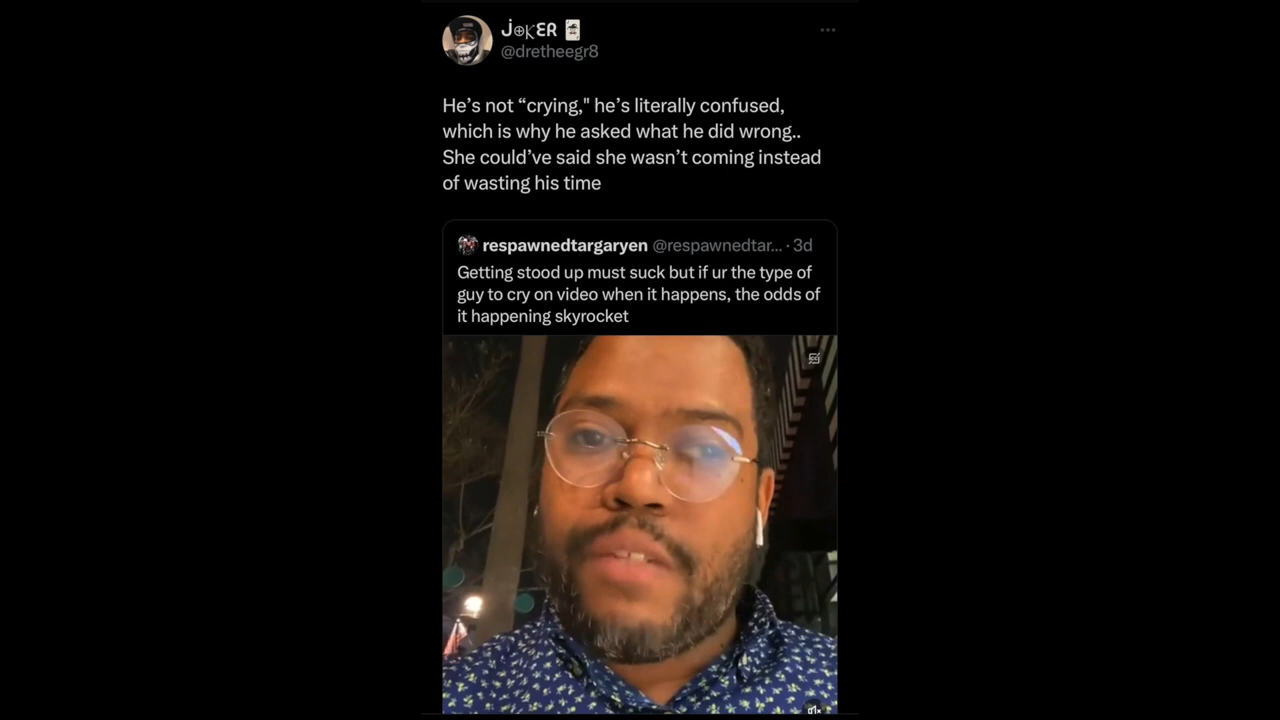 JOKER 🃏
@dretheegr8
He's not “crying," he's literally confused,
which is why he asked what he did wrong..
She could've said she wasn't coming instead
of wasting his time
respawnedtargaryen @respawnedtar... · 3d
Getting stood up must suck but if ur the type of
guy to cry on video when it happens, the odds of
it happening skyrocket